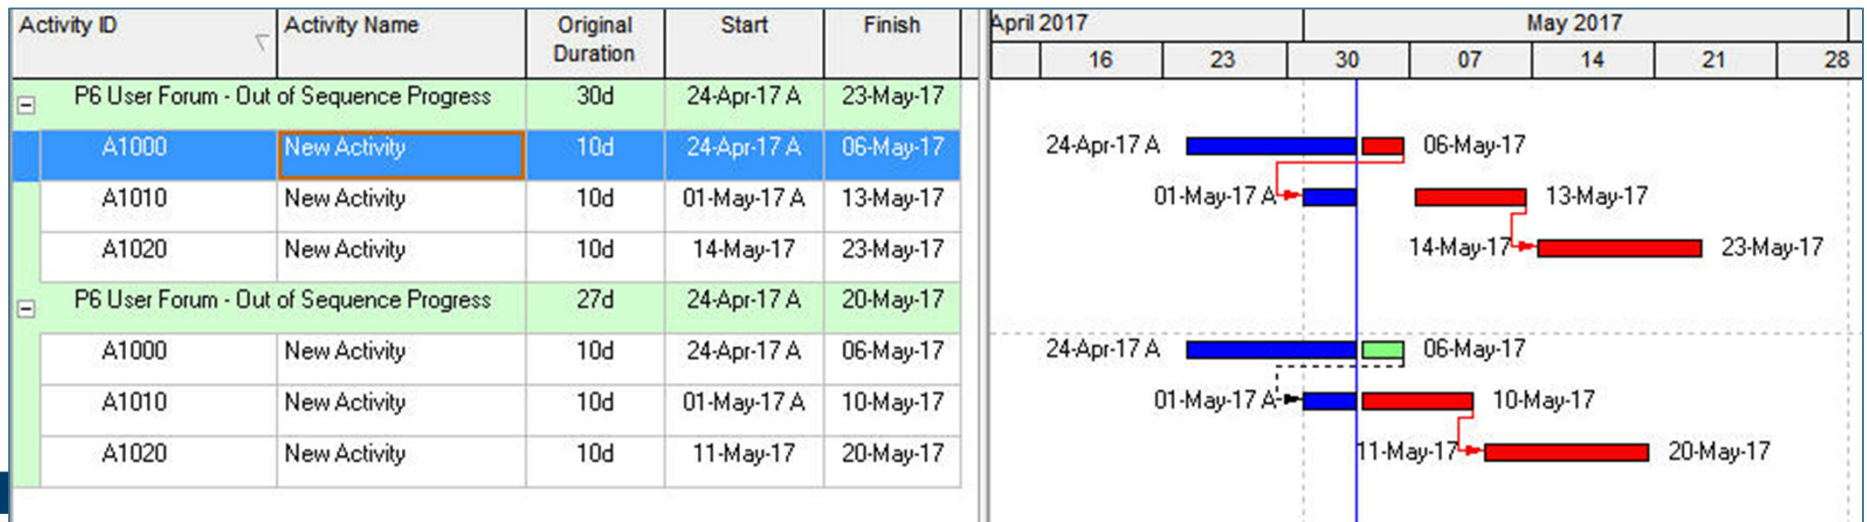 Activity ID Activity Name Original Duration Start Finish
April 2017 May 2017
16 23 30 07 14 21 28
P6 User Forum - Out of Sequence Progress 30d 24-Apr-17 A 23-May-17
A1000 New Activity 10d 24-Apr-17 A 06-May-17 24-Apr-17 A 06-May-17
A1010 New Activity 10d 01-May-17 A 13-May-17 01-May-17 A 13-May-17
A1020 New Activity 10d 14-May-17 23-May-17 14-May-17 23-May-17
P6 User Forum - Out of Sequence Progress 27d 24-Apr-17 A 20-May-17
A1000 New Activity 10d 24-Apr-17 A 06-May-17 24-Apr-17 A 06-May-17
A1010 New Activity 10d 01-May-17 A 10-May-17 01-May-17 A 10-May-17
A1020 New Activity 10d 11-May-17 20-May-17 11-May-17 20-May-17